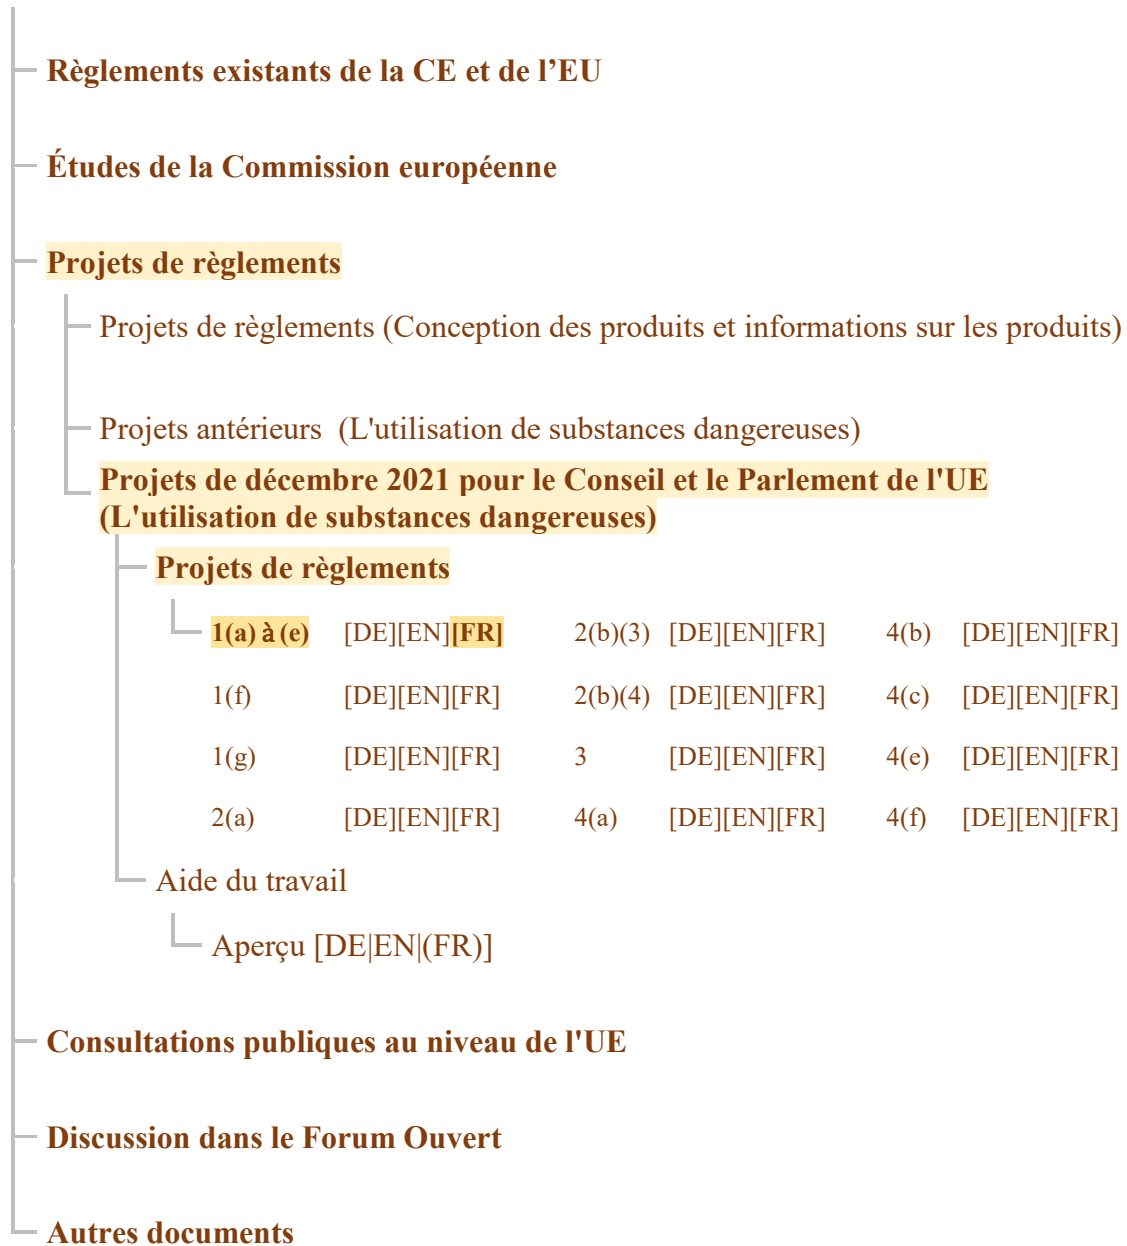 Règlements existants de la CE et de l’EU
Études de la Commission européenne
Projets de règlements
Projets de règlements (Conception des produits et informations sur les produits)
Projets antérieurs (L'utilisation de substances dangereuses)
Projets de décembre 2021 pour le Conseil et le Parlement de l'UE
(L'utilisation de substances dangereuses)
Projets de règlements
1(a) à (e) [DE][EN][FR] 2(b)(3) [DE][EN][FR] 4(b) [DE][EN][FR]
1(f) [DE][EN][FR] 2(b)(4) [DE][EN][FR] 4(c) [DE][EN][FR]
1(g) [DE][EN][FR] 3 [DE][EN][FR] 4(e) [DE][EN][FR]
2(a) [DE][EN][FR] 4(a) [DE][EN][FR] 4(f) [DE][EN][FR]
Aide du travail
Aperçu [DE|EN|(FR)]
Consultations publiques au niveau de l'UE
Discussion dans le Forum Ouvert
Autres documents